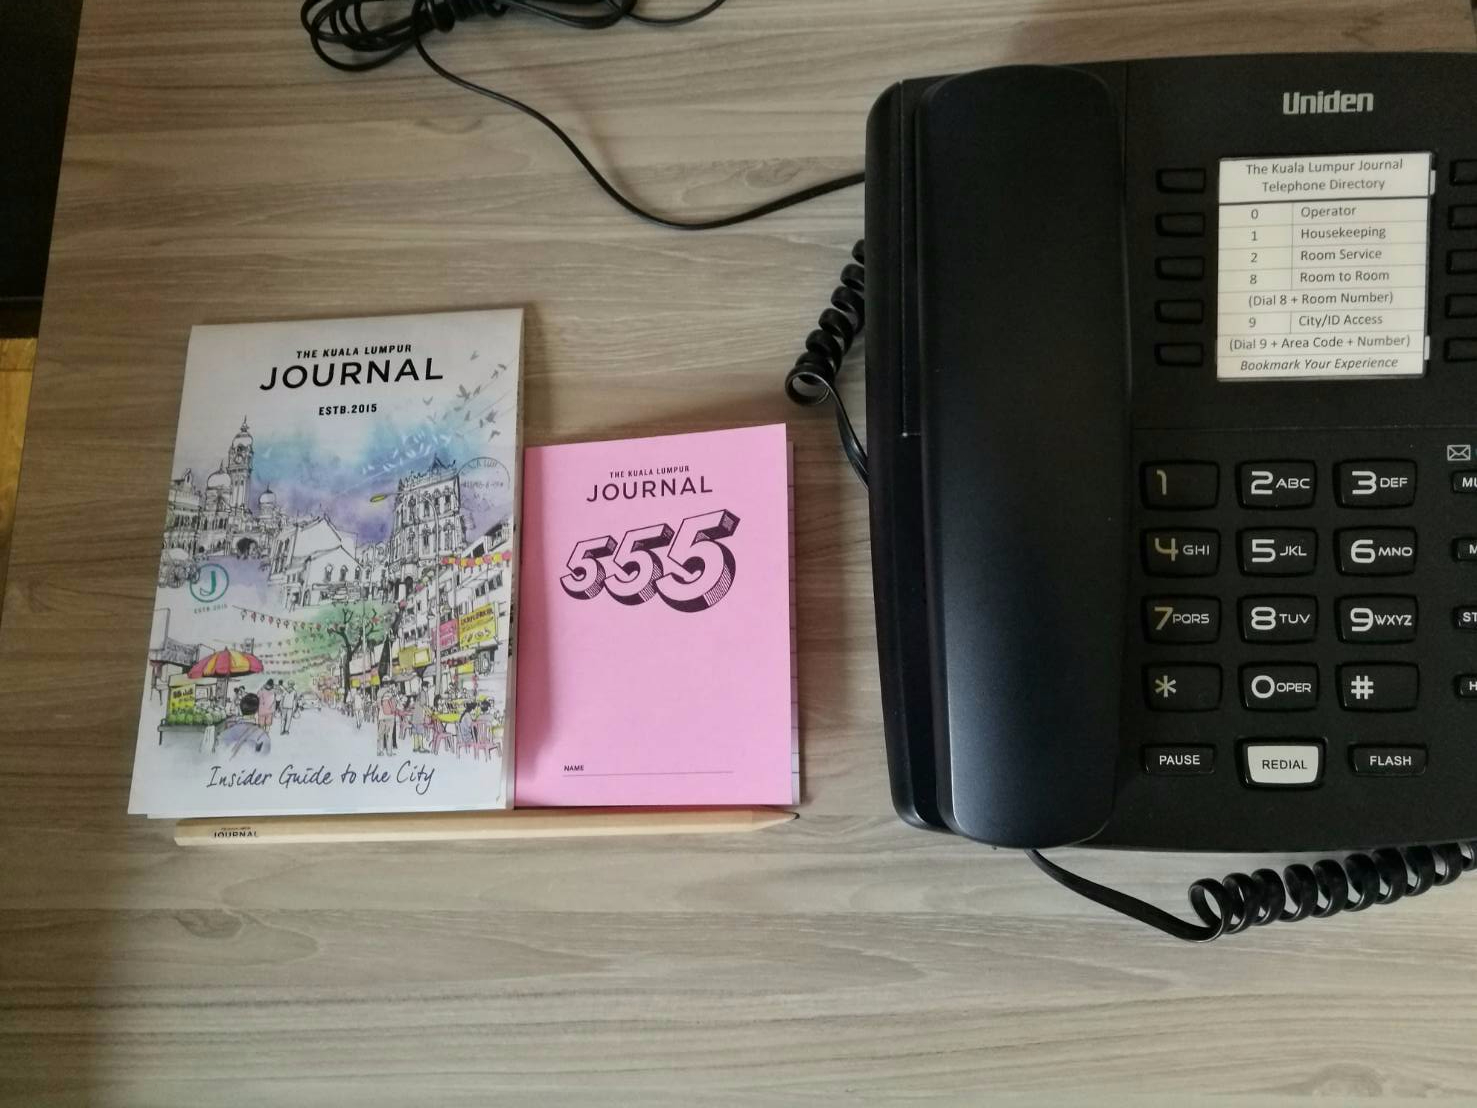 THE KUALA LUMPUR
JOURNAL
ESTB.2015
J
ESTB 2015
Insider Guide to the City
THE KUALA LUMPUR
JOURNAL
555
NAME
JOURNAL
Uniden
The Kuala Lumpur Journal
Telephone Directory
0 Operator
1 Housekeeping
2 Room Service
8 Room to Room
(Dial 8 + Room Number)
9 City/ID Access
(Dial 9 + Area Code + Number)
Bookmark Your Experience
1 2 ABC 3 DEF
4 GHI 5 JKL 6 MNO
7 PQRS 8 TUV 9 WXYZ
* 0 OPER #
PAUSE REDIAL FLASH